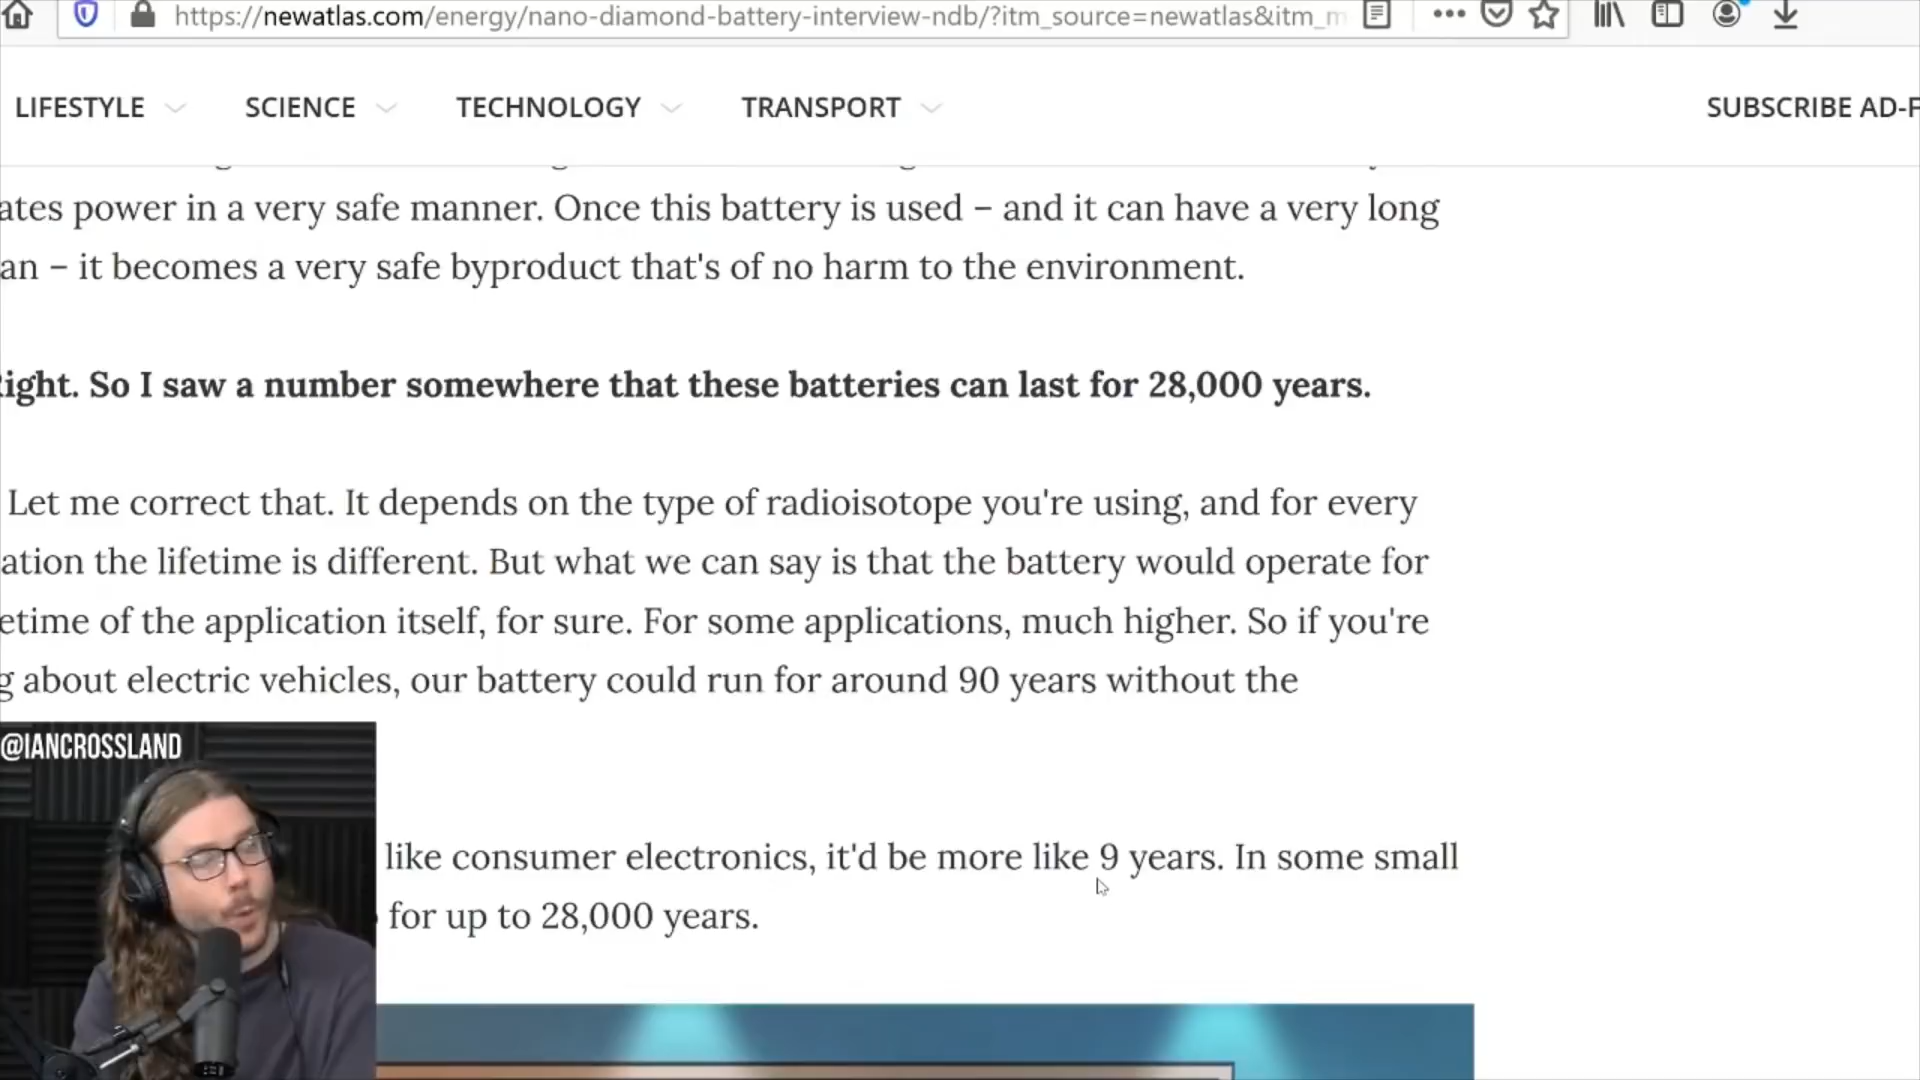 https://newatlas.com/energy/nano-diamond-battery-interview-ndb/?itm_source=newatlas&itm_m
LIFESTYLE SCIENCE TECHNOLOGY TRANSPORT SUBSCRIBE AD-F
ates power in a very safe manner. Once this battery is used – and it can have a very long
an – it becomes a very safe byproduct that's of no harm to the environment.
ight. So I saw a number somewhere that these batteries can last for 28,000 years.
Let me correct that. It depends on the type of radioisotope you're using, and for every
ation the lifetime is different. But what we can say is that the battery would operate for
etime of the application itself, for sure. For some applications, much higher. So if you're
g about electric vehicles, our battery could run for around 90 years without the
@IANCROSSLAND
like consumer electronics, it'd be more like 9 years. In some small
for up to 28,000 years.